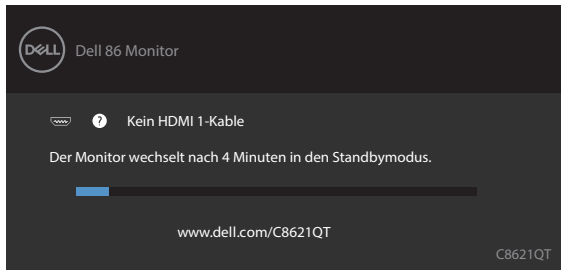 DELL
Dell 86 Monitor
? Kein HDMI 1-Kable
Der Monitor wechselt nach 4 Minuten in den Standbymodus.
www.dell.com/C8621QT
C8621QT